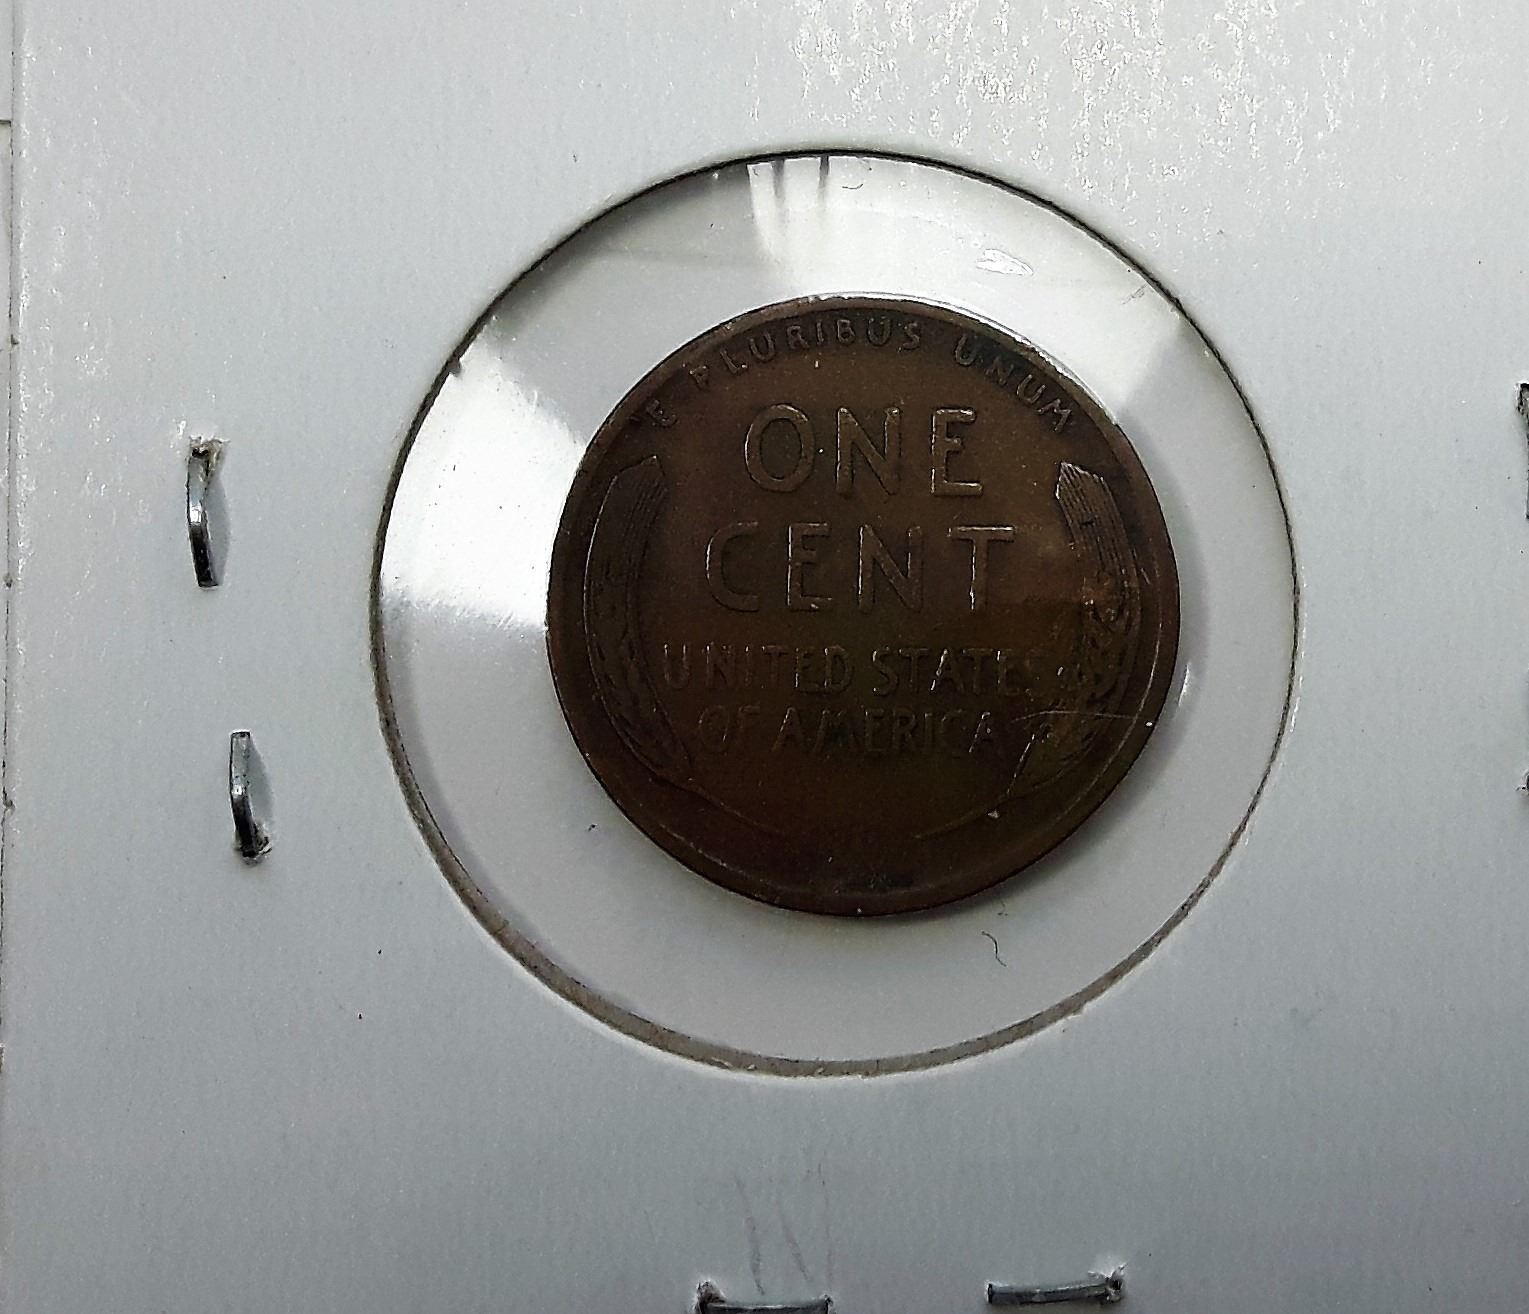 E PLURIBUS UNUM
ONE
CENT
UNITED STATES
OF AMERICA